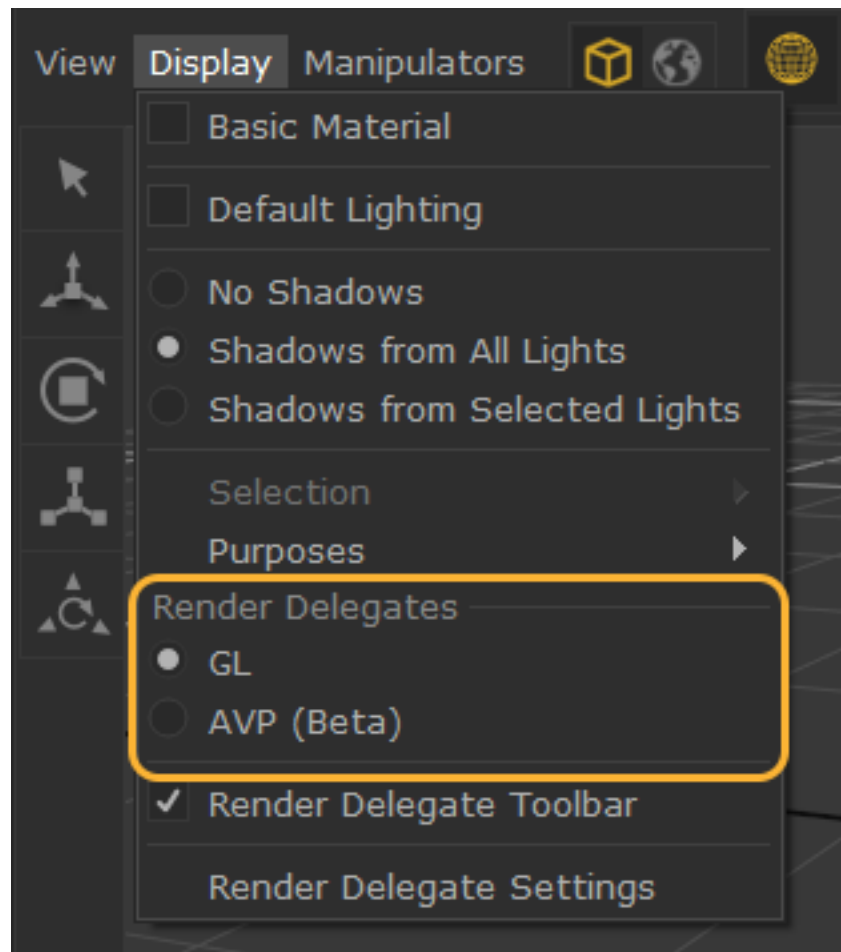 View Display Manipulators
Basic Material
Default Lighting
No Shadows
Shadows from All Lights
Shadows from Selected Lights
Selection
Purposes
Render Delegates
GL
AVP (Beta)
Render Delegate Toolbar
Render Delegate Settings